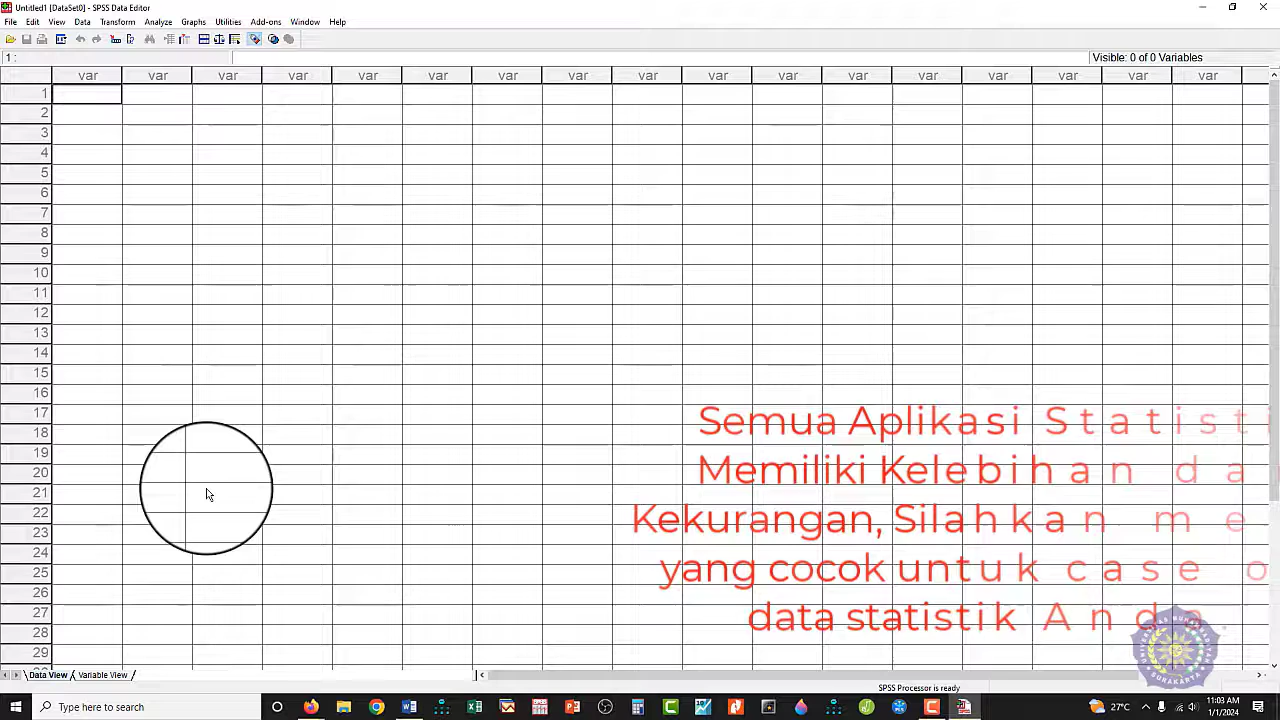 Untitled1 [DataSet0] - SPSS Data Editor
File Edit View Data Transform Analyze Graphs Utilities Add-ons Window Help
1 :
Visible: 0 of 0 Variables
var var var var var var var var var var var var var var var var var
1
2
3
4
5
6
7
8
9
10
11
12
13
14
15
16
17
18
19
20
21
22
23
24
25
26
27
28
29
Semua Aplikasi Statisti
Memiliki Kelebihan da
Kekurangan, Silahkan me
yang cocok untuk case o
data statistik Anda
Data View Variable View
SPSS Processor is ready
Type here to search
27°C
11:03 AM
1/1/2024